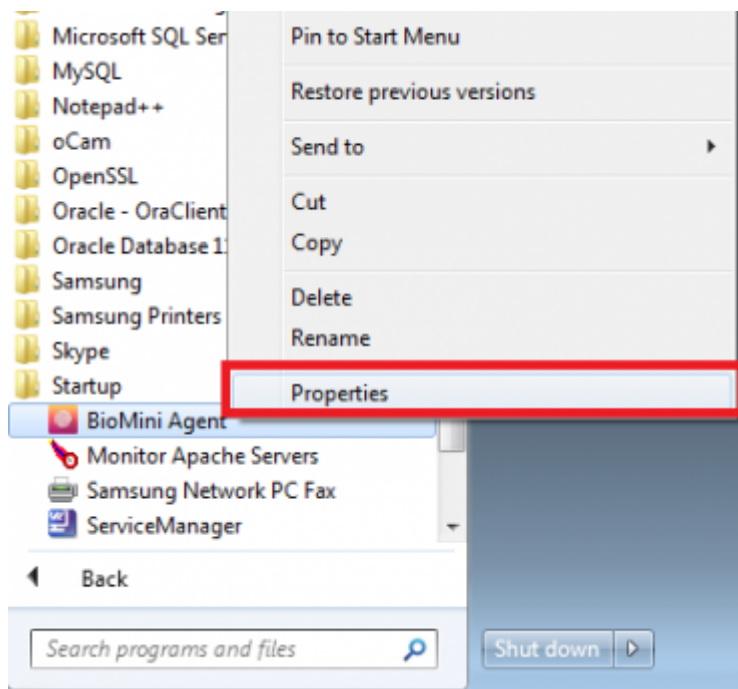 Microsoft SQL Ser
MySQL
Notepad++
oCam
OpenSSL
Oracle - OraClient
Oracle Database 11
Samsung
Samsung Printers
Skype
Startup
BioMini Agent
Monitor Apache Servers
Samsung Network PC Fax
ServiceManager
Back
Search programs and files
Shut down
Pin to Start Menu
Restore previous versions
Send to
Cut
Copy
Delete
Rename
Properties